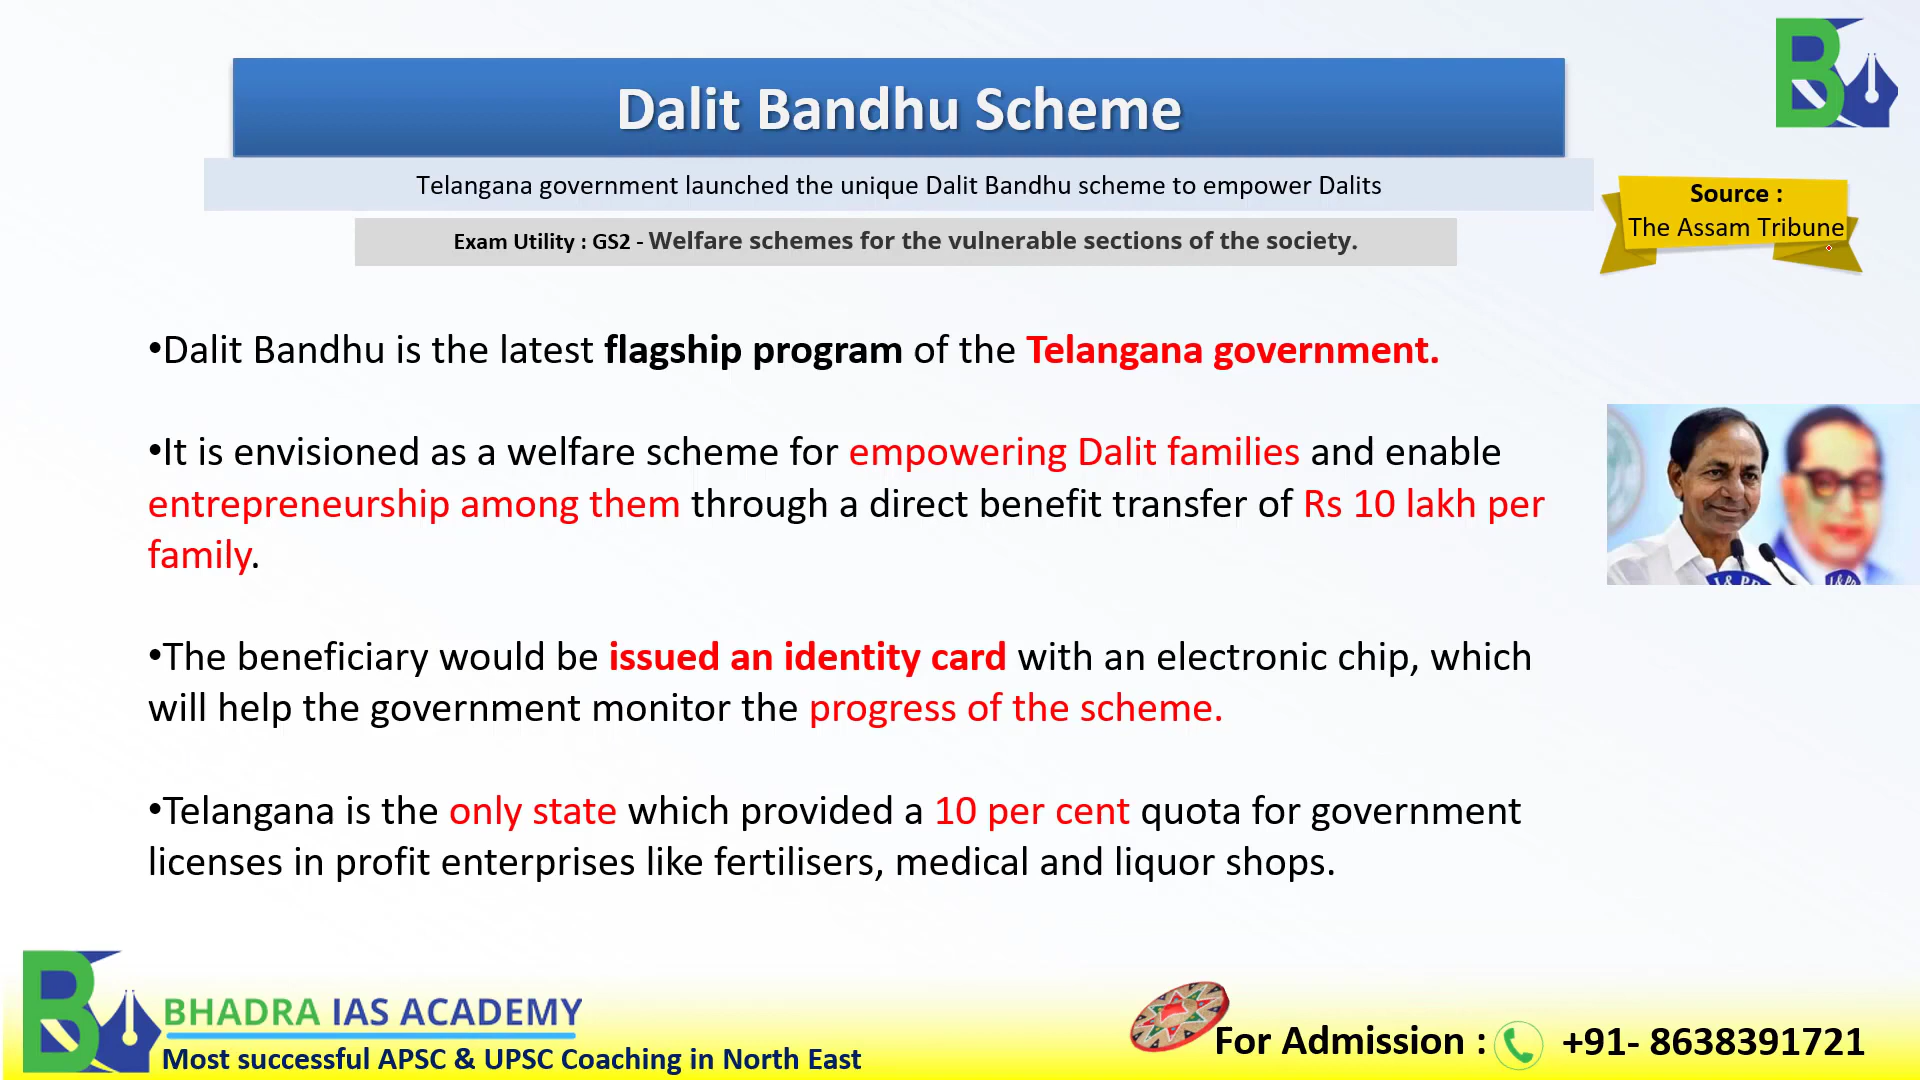 Dalit Bandhu Scheme
Telangana government launched the unique Dalit Bandhu scheme to empower Dalits
Exam Utility : GS2 - Welfare schemes for the vulnerable sections of the society.
Source :
The Assam Tribune
•Dalit Bandhu is the latest flagship program of the Telangana government.
•It is envisioned as a welfare scheme for empowering Dalit families and enable
entrepreneurship among them through a direct benefit transfer of Rs 10 lakh per
family.
•The beneficiary would be issued an identity card with an electronic chip, which
will help the government monitor the progress of the scheme.
•Telangana is the only state which provided a 10 per cent quota for government
licenses in profit enterprises like fertilisers, medical and liquor shops.
I&PR
I&PR
BHADRA IAS ACADEMY
Most successful APSC & UPSC Coaching in North East
For Admission : +91- 8638391721